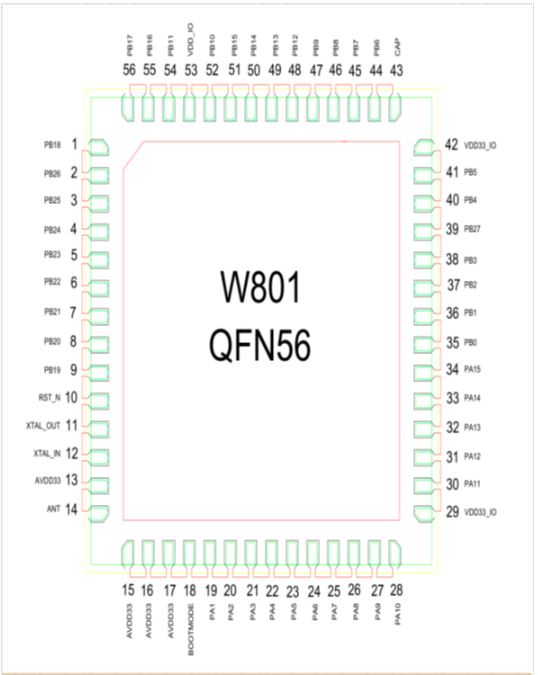 PB17 PB16 PB11 VDD_IO PB10 PB15 PB14 PB13 PB12 PB9 PB8 PB7 PB6 CAP
56 55 54 53 52 51 50 49 48 47 46 45 44 43
PB18 1
PB26 2
PB25 3
PB24 4
PB23 5
PB22 6
PB21 7
PB20 8
PB19 9
RST_N 10
XTAL_OUT 11
XTAL_IN 12
AVDD33 13
ANT 14
W801
QFN56
42 VDD33_IO
41 PB5
40 PB4
39 PB27
38 PB3
37 PB2
36 PB1
35 PB0
34 PA15
33 PA14
32 PA13
31 PA12
30 PA11
29 VDD33_IO
15 16 17 18 19 20 21 22 23 24 25 26 27 28
AVDD33 AVDD33 AVDD33 BOOTMODE PA1 PA2 PA3 PA4 PA5 PA6 PA7 PA8 PA9 PA10